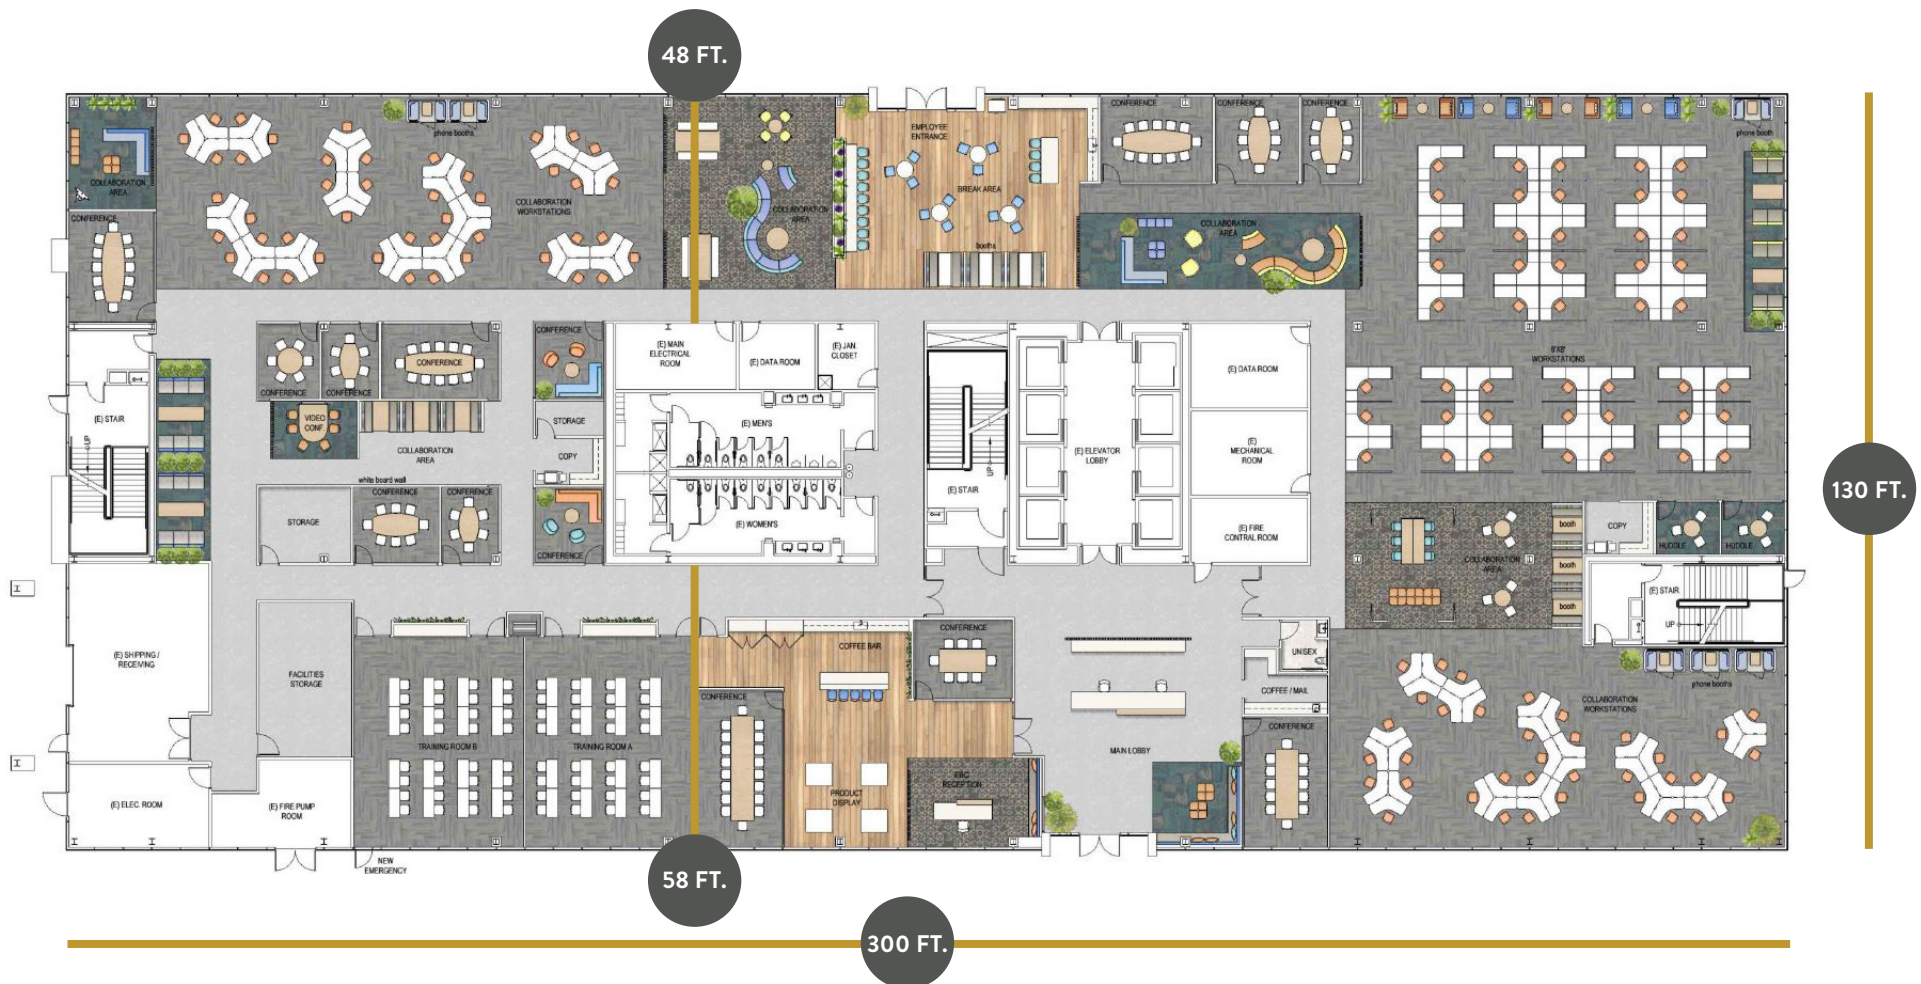 48 FT.
CONFERENCE
CONFERENCE
CONFERENCE
EMPLOYEE
ENTRANCE
phone booths
phone booth
COLLABORATION
AREA
BREAK AREA
COLLABORATION
WORKSTATIONS
COLLABORATION
AREA
CONFERENCE
COLLABORATION
AREA
booths
CONFERENCE
(E) MAIN
ELECTRICAL
ROOM
(E) DATA ROOM
(E) JAN.
CLOSET
CONFERENCE
(E) DATA ROOM
WORKSTATIONS
CONFERENCE
CONFERENCE
(E) STAIR
UP
VIDEO
CONF.
STORAGE
(E) MEN'S
COLLABORATION
AREA
COPY
(E) ELEVATOR
LOBBY
(E)
MECHANICAL
ROOM
UP
white board wall
CONFERENCE
CONFERENCE
(E) STAIR
130 FT.
STORAGE
(E) WOMEN'S
(E) FIRE
CENTRAL ROOM
booth
COPY
CONFERENCE
HUDDLE
HUDDLE
COLLABORATION
AREA
booth
(E) STAIR
booth
UP
CONFERENCE
COFFEE BAR
(E) SHIPPING /
RECEIVING
UNISEX
FACILITIES
STORAGE
phone booths
COFFEE / MAIL
CONFERENCE
COLLABORATION
WORKSTATIONS
CONFERENCE
TRAINING ROOM B
TRAINING ROOM A
MAIN LOBBY
RECEPTION
PRODUCT
DISPLAY
(E) ELEC. ROOM
(E) FIRE PUMP
ROOM
NEW
EMERGENCY
58 FT.
300 FT.